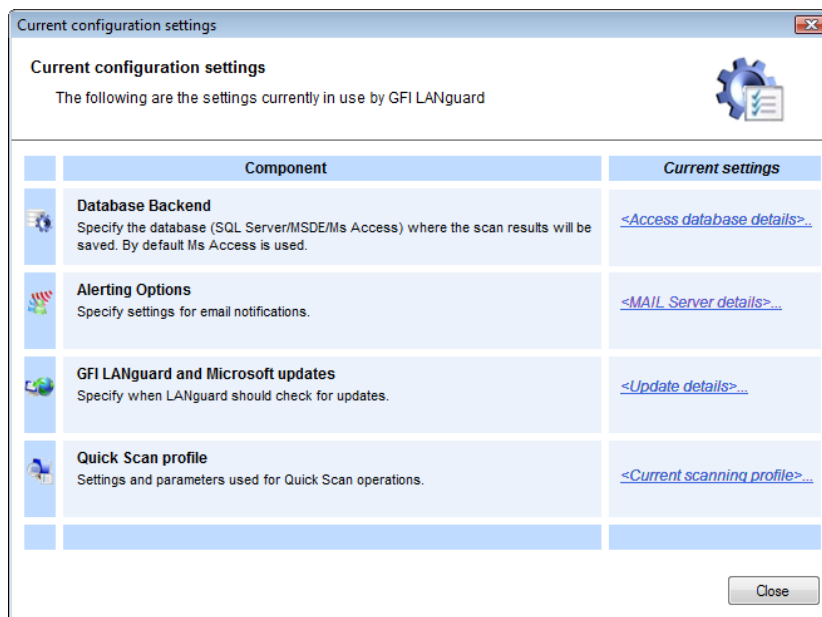 Current configuration settings
Current configuration settings
The following are the settings currently in use by GFI LANguard
Component
Current settings
Database Backend
Specify the database (SQL Server/MSDE/Ms Access) where the scan results will be
saved. By default Ms Access is used.
<Access database details>..
Alerting Options
Specify settings for email notifications.
<MAIL Server details>...
GFI LANguard and Microsoft updates
Specify when LANguard should check for updates.
<Update details>...
Quick Scan profile
Settings and parameters used for Quick Scan operations.
<Current scanning profile>...
Close